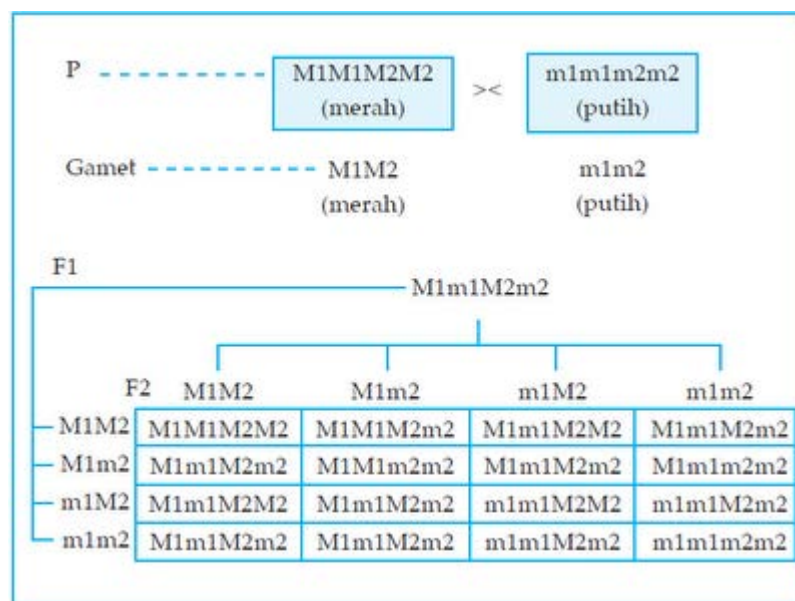 P M1M1M2M2 >< m1m1m2m2
(merah) (putih)
Gamet M1M2 m1m2
(merah) (putih)
F1
M1m1M2m2
F2 M1M2 M1m2 m1M2 m1m2
M1M2 M1M1M2M2 M1M1M2m2 M1m1M2M2 M1m1M2m2
M1m2 M1m1M2m2 M1M1m2m2 M1m1M2m2 M1m1m2m2
m1M2 M1m1M2M2 M1m1M2m2 m1m1M2M2 m1m1M2m2
m1m2 M1m1M2m2 M1m1M2m2 m1m1M2m2 m1m1m2m2